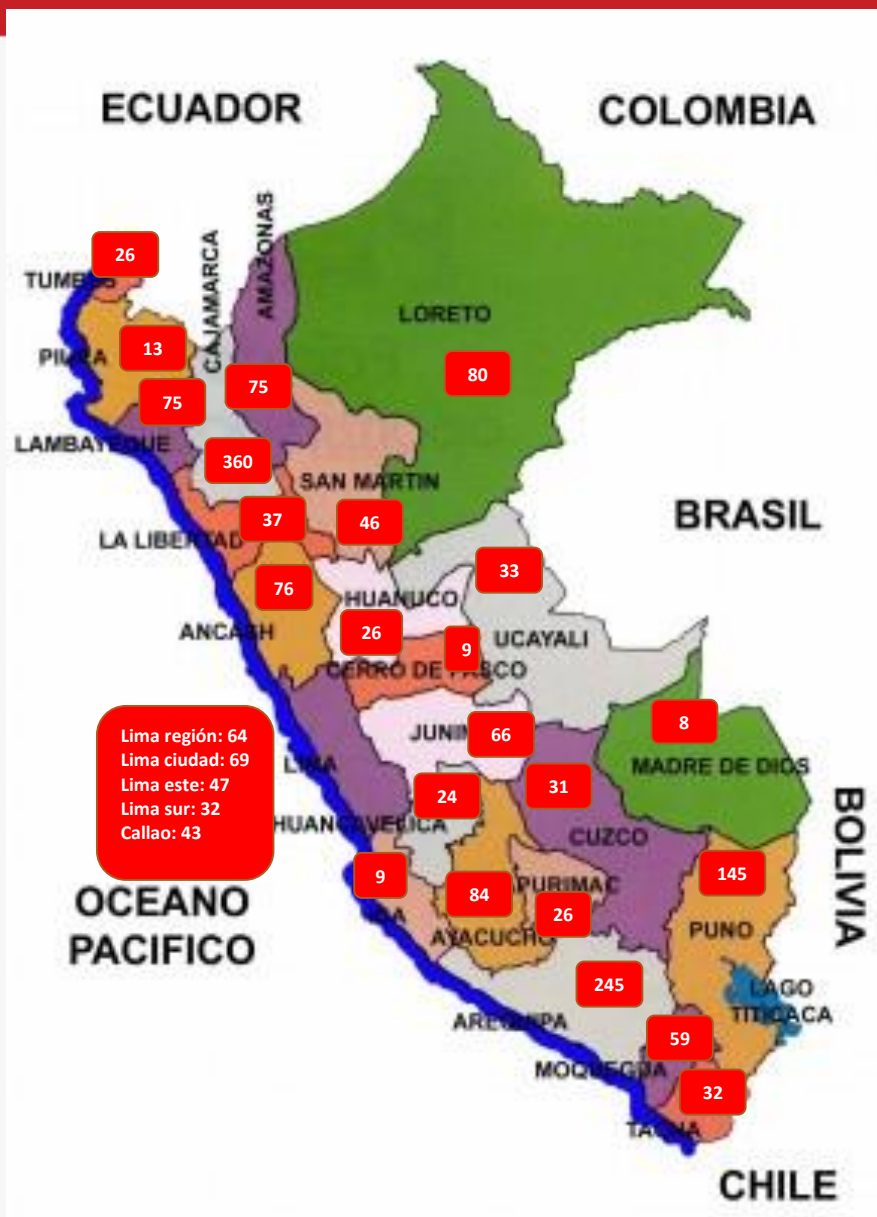 ECUADOR
COLOMBIA
AMAZONAS
CAJAMARCA
26
TUMBES
LORETO
13
PIURA
80
75
75
LAMBAYEQUE
360
SAN MARTIN
BRASIL
37
46
LA LIBERTAD
33
76
HUANUCO
ANCASH
26
UCAYALI
9
CERRO DE PASCO
8
Lima región: 64
Lima ciudad: 69
Lima este: 47
Lima sur: 32
Callao: 43
JUNIN
66
LIMA
MADRE DE DIOS
31
24
HUANCAVELICA
CUZCO
BOLIVIA
145
9
84
APURIMAC
OCEANO
PACIFICO
ICA
26
AYACUCHO
PUNO
245
LAGO
TITICACA
AREQUIPA
59
MOQUEGUA
32
TACNA
CHILE